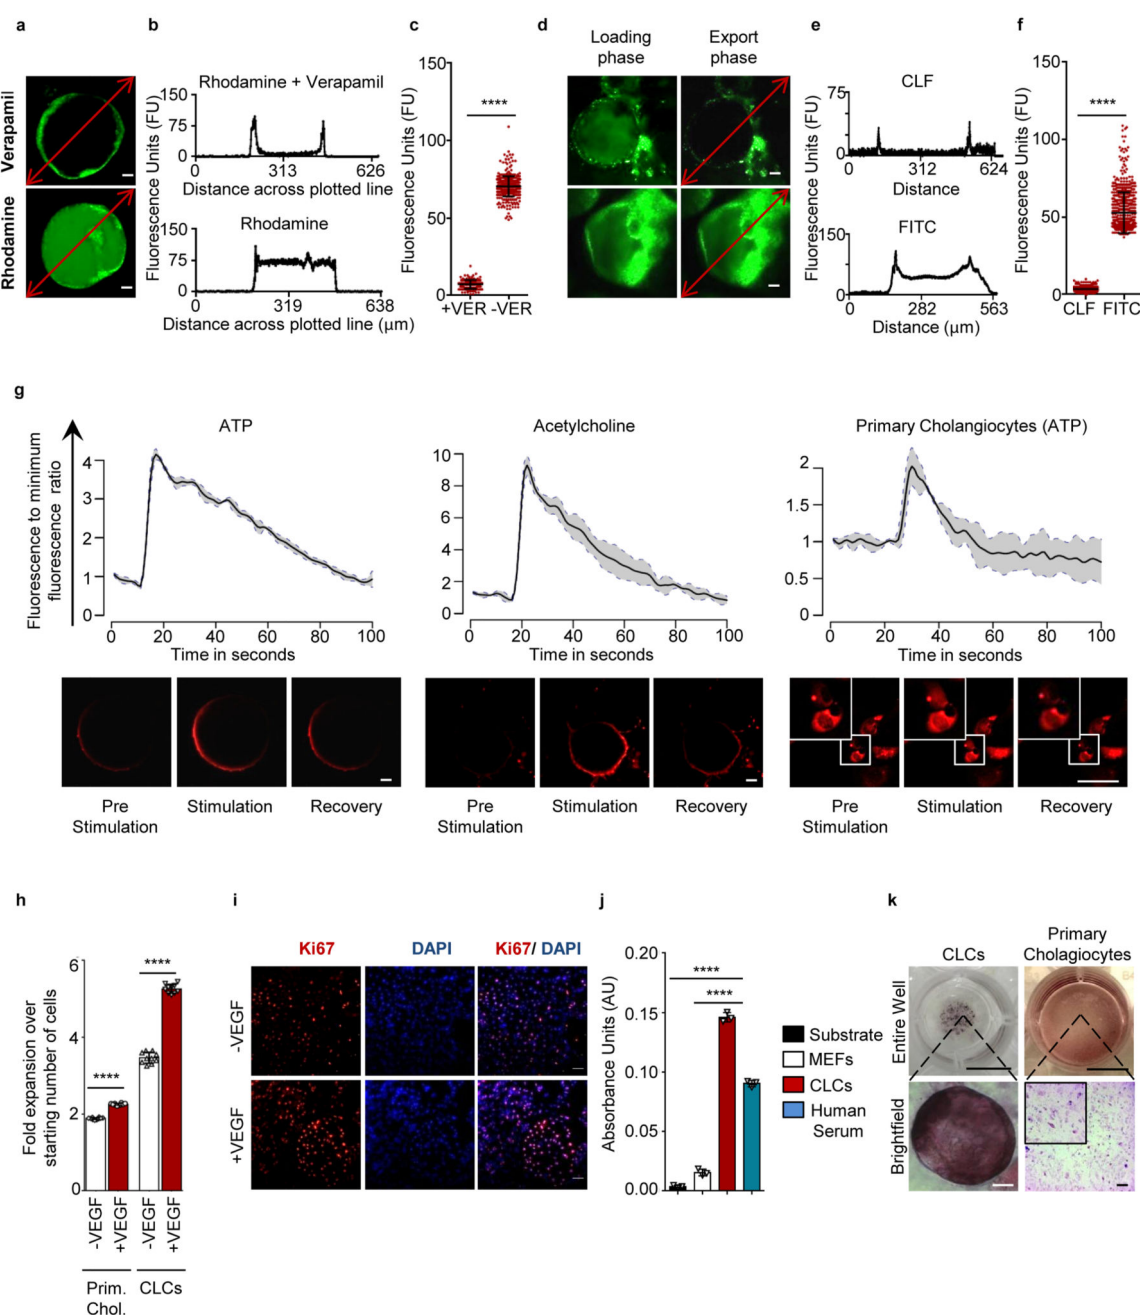 a
b
c
d
e
f
Verapamil
Rhodamine
Fluorescence Units (FU)
Rhodamine + Verapamil
150
75
0
0
313
626
Distance across plotted line
Rhodamine
150
75
0
0
319
638
Distance across plotted line (µm)
Fluorescence Units (FU)
150
100
50
0
****
+VER -VER
Loading
phase
Export
phase
Fluorescence Units (FU)
CLF
75
0
0
312
624
Distance
FITC
150
0
0
282
563
Distance (µm)
Fluorescence Units (FU)
150
100
50
0
****
CLF FITC
g
Fluorescence to minimum
fluorescence ratio
ATP
4
3
2
1
0
0 20 40 60 80 100
Time in seconds
Acetylcholine
10
8
6
4
2
0
0 20 40 60 80 100
Time in seconds
Primary Cholangiocytes (ATP)
2
1.5
1
0.5
0
0 20 40 60 80 100
Time in seconds
Pre
Stimulation
Stimulation
Recovery
Pre
Stimulation
Stimulation
Recovery
Pre
Stimulation
Stimulation
Recovery
h
Fold expansion over
starting number of cells
6
4
2
0
****
****
-VEGF
+VEGF
-VEGF
+VEGF
Prim.
Chol.
CLCs
i
Ki67
DAPI
Ki67/ DAPI
-VEGF
+VEGF
j
Absorbance Units (AU)
0.20
0.15
0.10
0.05
0.00
****
****
Substrate
MEFs
CLCs
Human
Serum
k
CLCs
Primary
Cholagiocytes
Entire Well
Brightfield